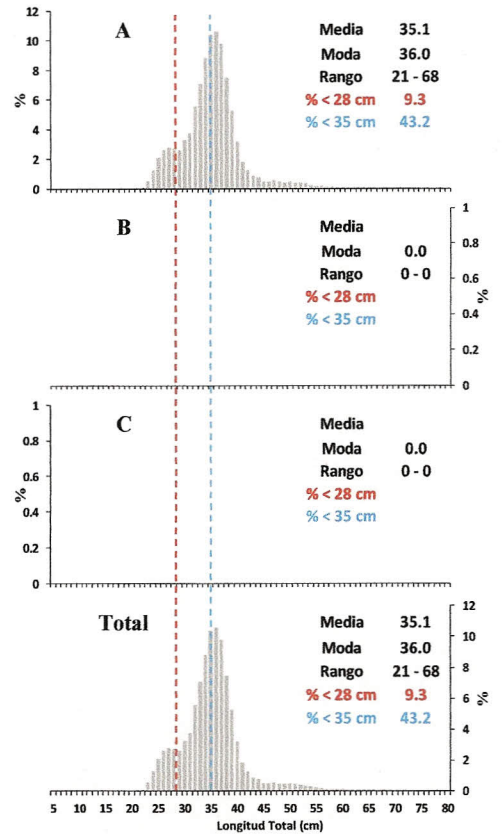 12
10
8
6
4
2
0
%
A
Media 35.1
Moda 36.0
Rango 21 - 68
% < 28 cm 9.3
% < 35 cm 43.2
B
Media
Moda 0.0
Rango 0 - 0
% < 28 cm
% < 35 cm
1
0.8
0.6
0.4
0.2
0
%
1
0.8
0.6
0.4
0.2
0
%
C
Media
Moda 0.0
Rango 0 - 0
% < 28 cm
% < 35 cm
Total
Media 35.1
Moda 36.0
Rango 21 - 68
% < 28 cm 9.3
% < 35 cm 43.2
12
10
8
6
4
2
0
%
5 10 15 20 25 30 35 40 45 50 55 60 65 70 75 80
Longitud Total (cm)